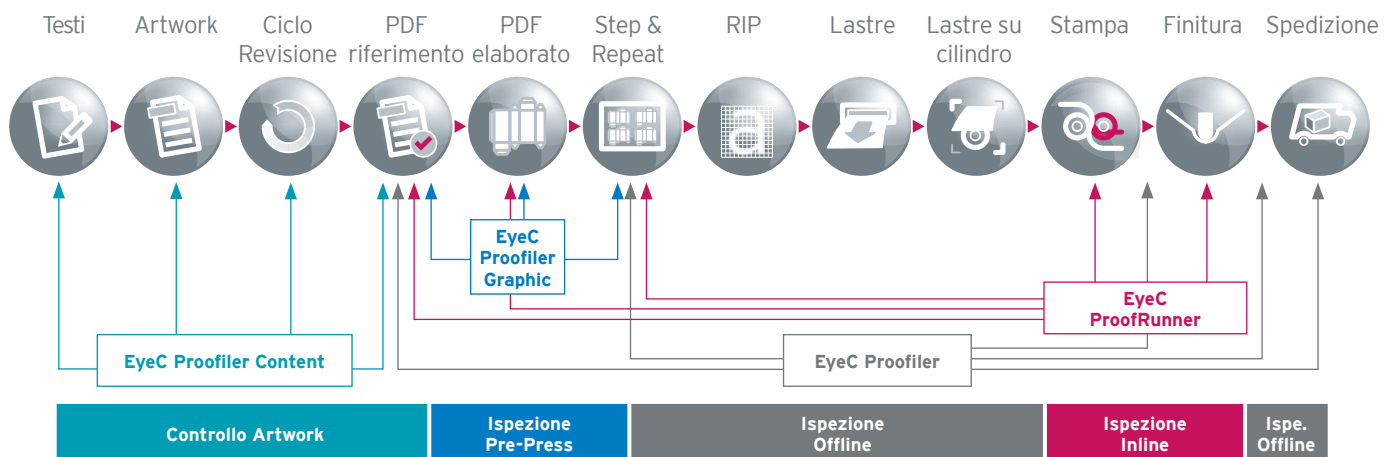 Testi
Artwork
Ciclo
Revisione
PDF
riferimento
PDF
elaborato
Step &
Repeat
RIP
Lastre
Lastre su
cilindro
Stampa
Finitura
Spedizione
a
EyeC
Proofiler
Graphic
EyeC
ProofRunner
EyeC Proofiler Content
EyeC Proofiler
Controllo Artwork
Ispezione
Pre-Press
Ispezione
Offline
Ispezione
Inline
Ispe.
Offline